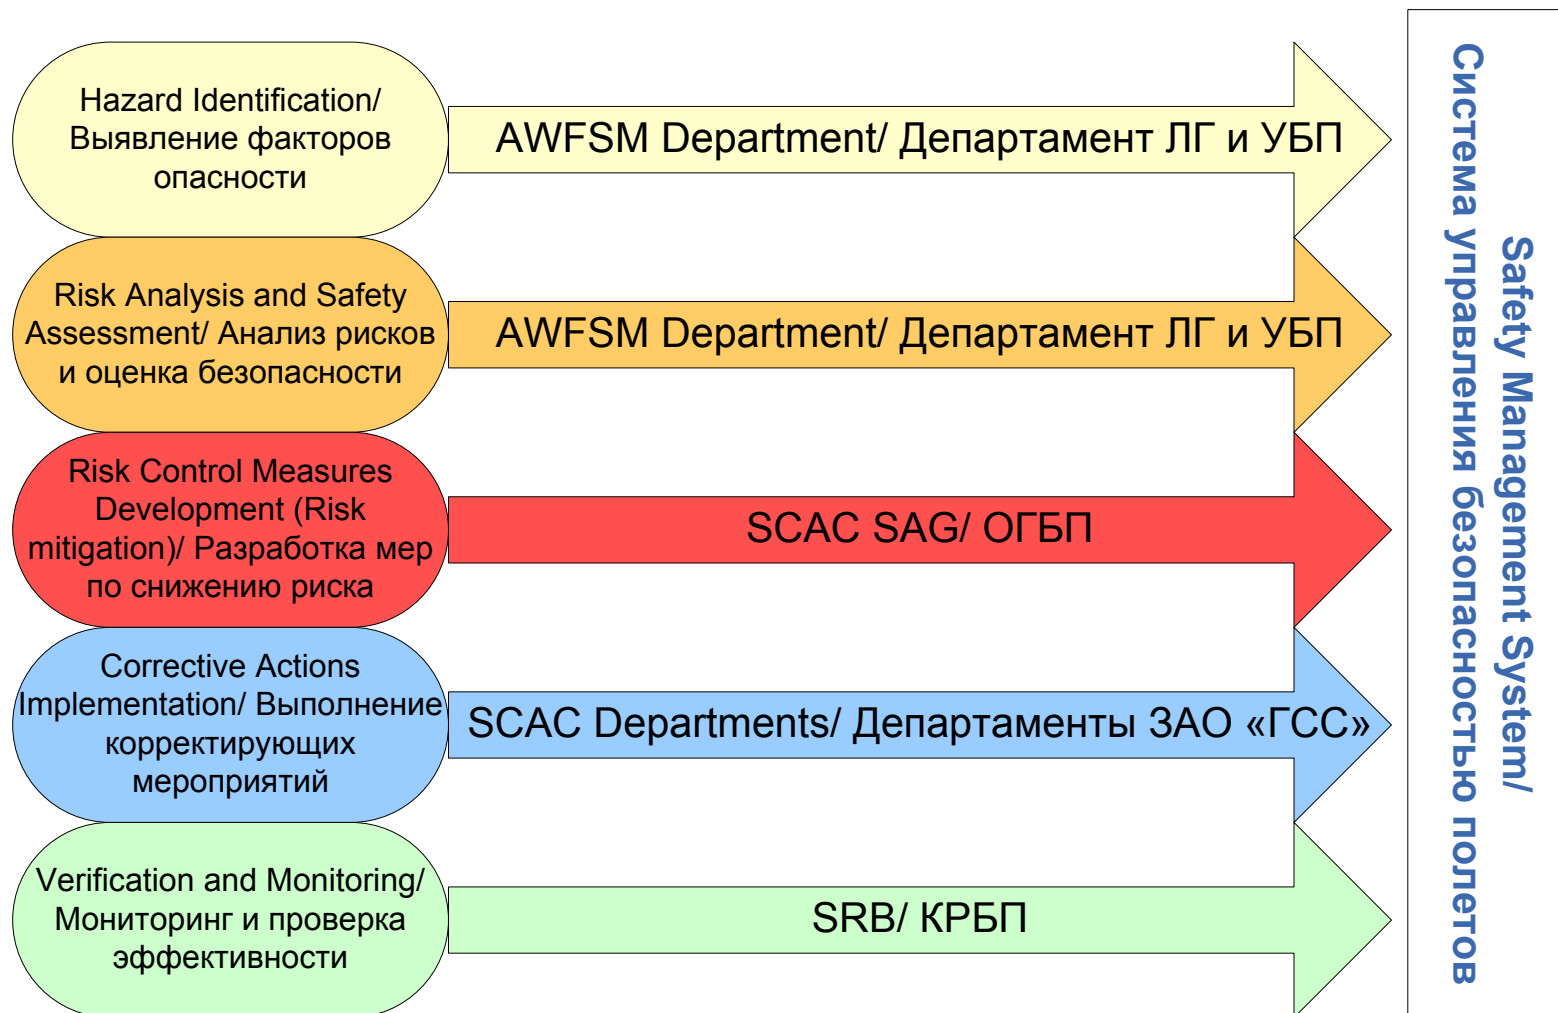 Hazard Identification/
Выявление факторов
опасности
AWFSM Department/ Департамент ЛГ и УБП
Risk Analysis and Safety
Assessment/ Анализ рисков
и оценка безопасности
AWFSM Department/ Департамент ЛГ и УБП
Risk Control Measures
Development (Risk
mitigation)/ Разработка мер
по снижению риска
SCAC SAG/ ОГБП
Corrective Actions
Implementation/ Выполнение
корректирующих
мероприятий
SCAC Departments/ Департаменты ЗАО «ГСС»
Verification and Monitoring/
Мониторинг и проверка
эффективности
SRB/ КРБП
Safety Management System/
Система управления безопасностью полетов